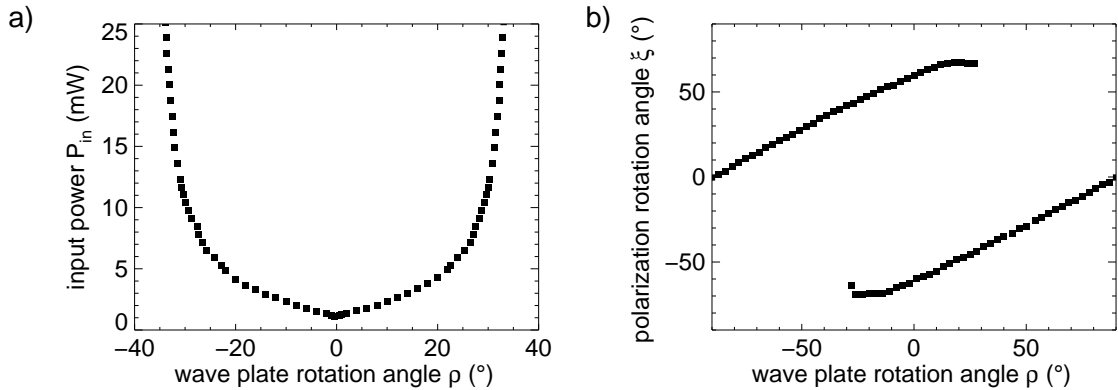 a)
input power P_in (mW)
25
20
15
10
5
0
−40
−20
0
20
40
wave plate rotation angle ρ (°)
b)
polarization rotation angle ξ (°)
50
0
−50
−50
0
50
wave plate rotation angle ρ (°)